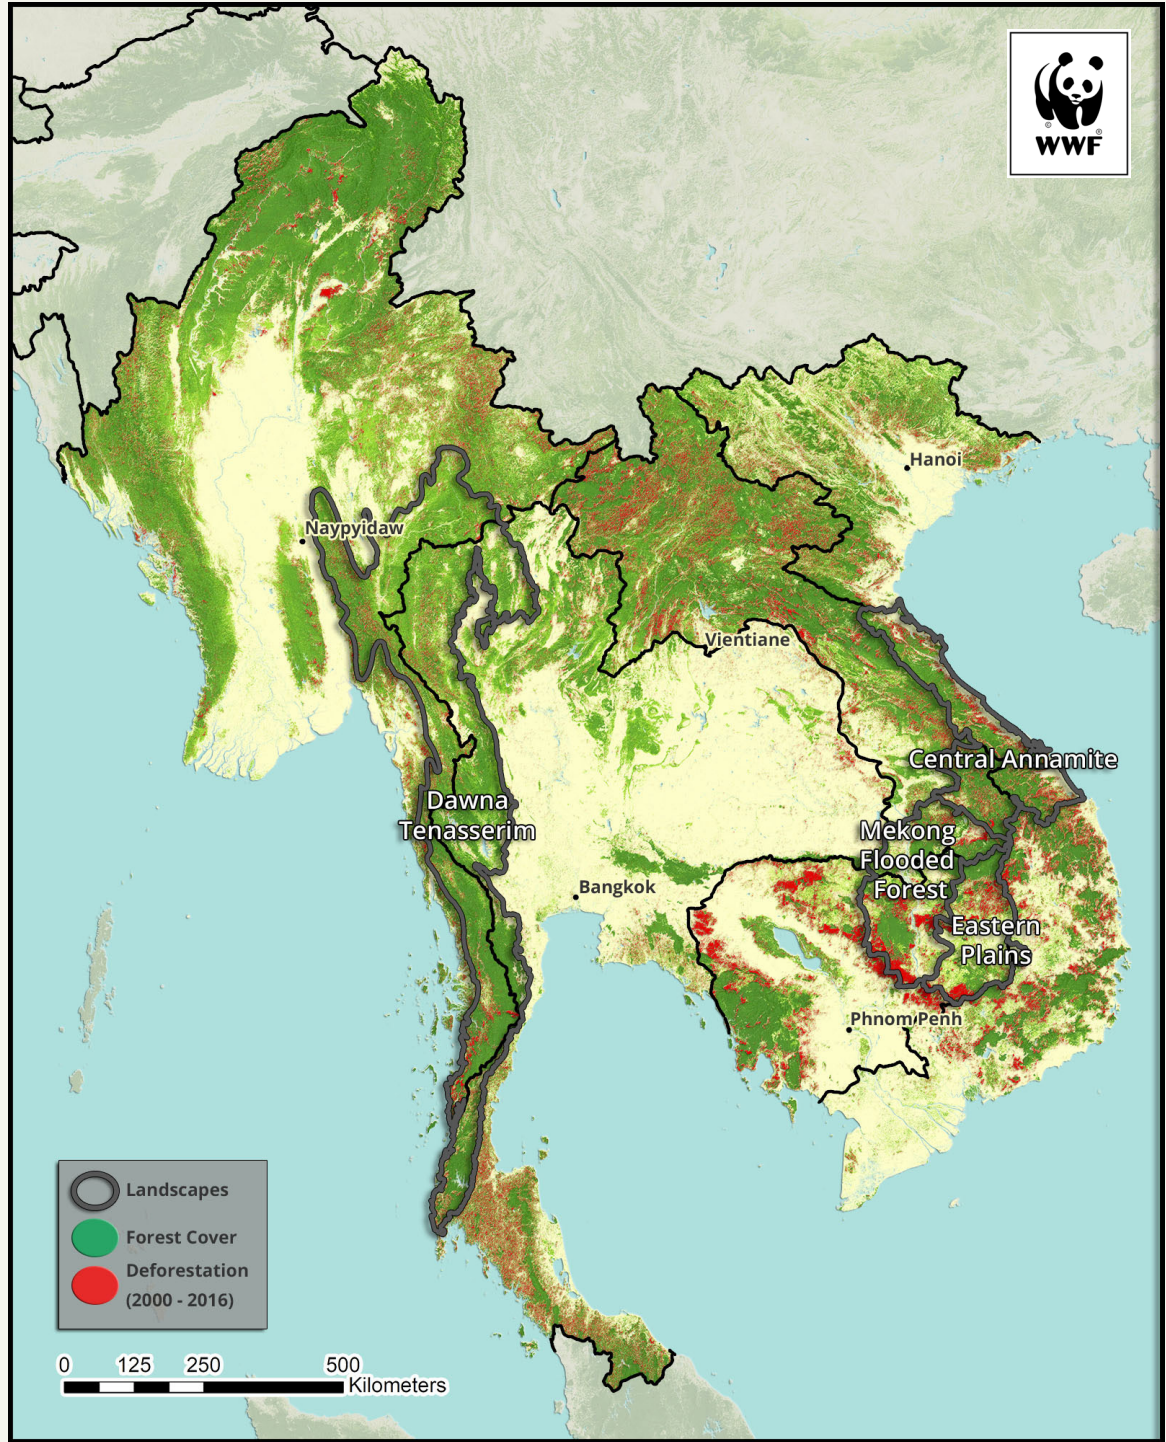 ©
®
WWF
Hanoi
Naypyidaw
Vientiane
Central Annamite
Dawna
Tenasserim
Mekong
Flooded
Forest
Bangkok
Eastern
Plains
Phnom Penh
Landscapes
Forest Cover
Deforestation
(2000 - 2016)
0 125 250 500
Kilometers